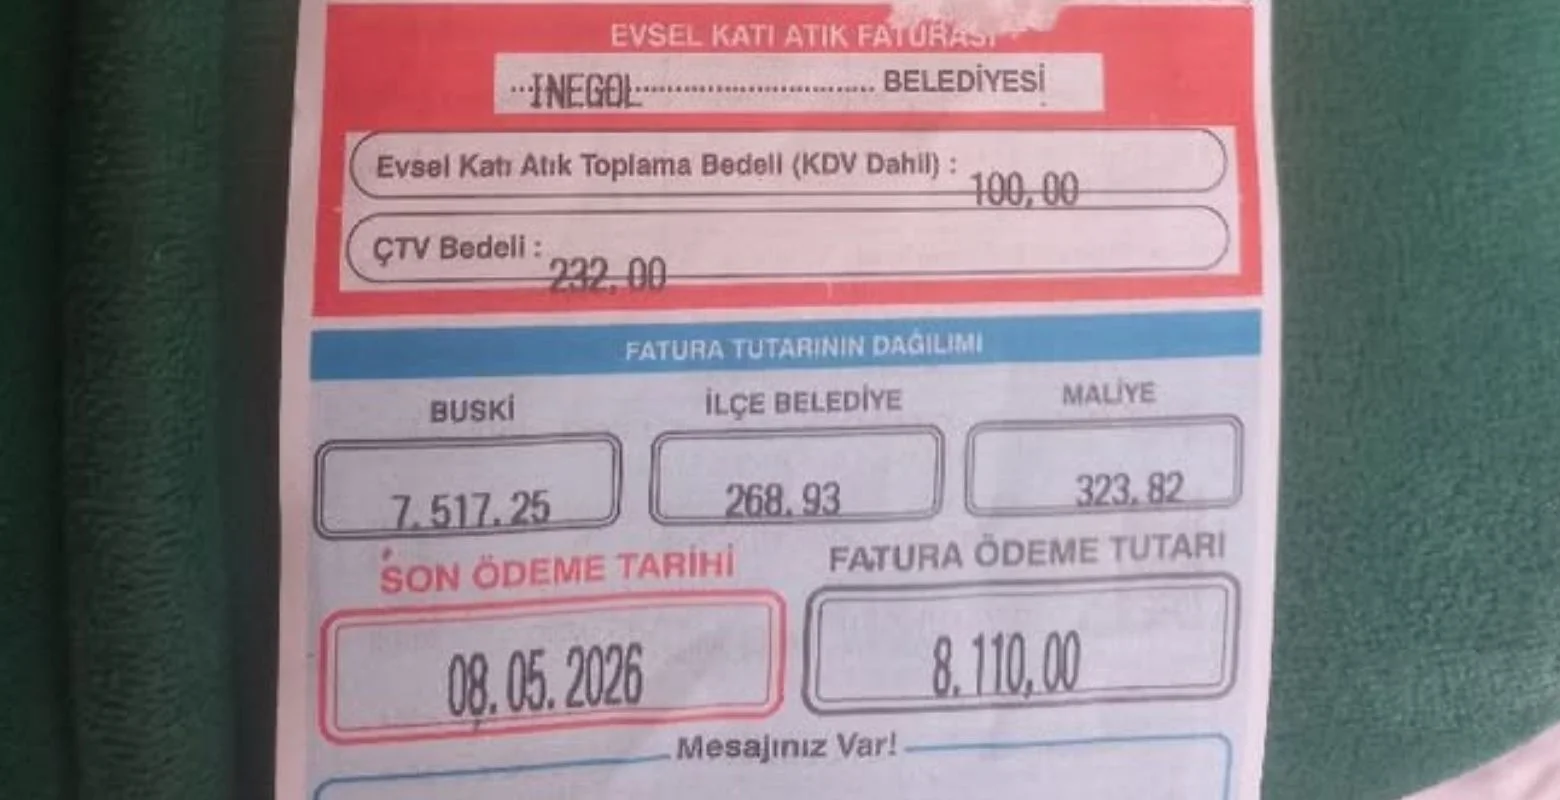 EVSEL KATI ATIK FATURASI
INEGOL BELEDİYESİ
Evsel Katı Atık Toplama Bedeli (KDV Dahil) : 100,00
ÇTV Bedeli : 232,00
FATURA TUTARININ DAĞILIMI
BUSKİ İLÇE BELEDİYE MALİYE
7.517.25 268.93 323.82
SON ÖDEME TARİHİ FATURA ÖDEME TUTARI
08.05.2026 8.110,00
Mesajınız Var!